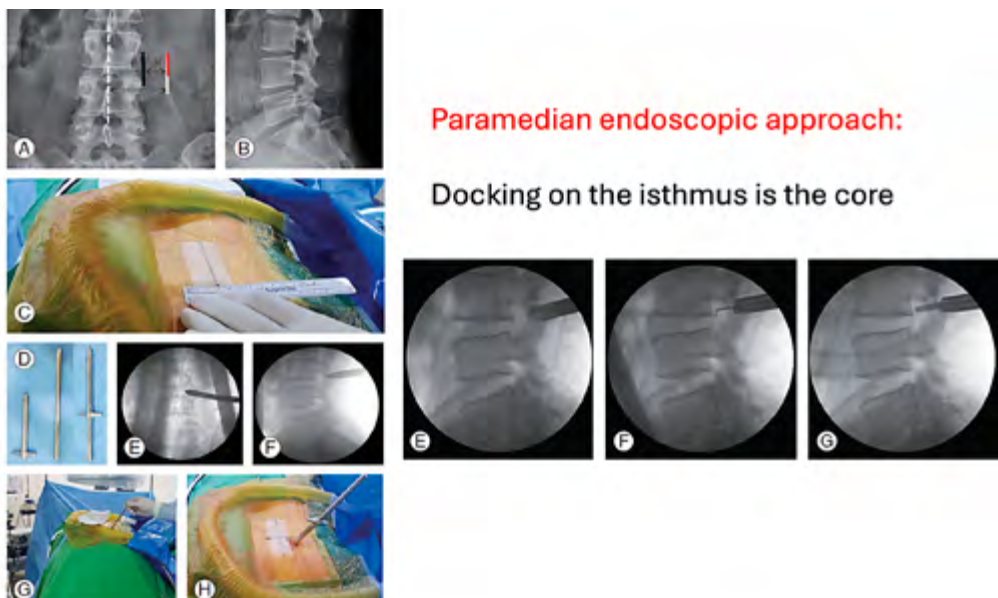 A
B
Paramedian endoscopic approach:
Docking on the isthmus is the core
C
D
E
F
E
F
G
G
H